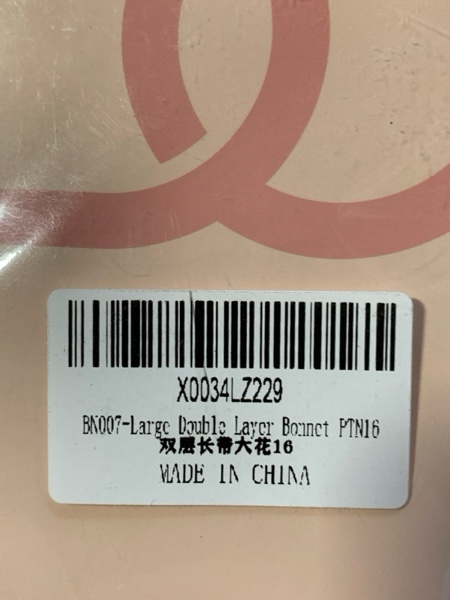 X0034LZ229
BN007-Large Double Layer Bonnet PTN16
双层长带大花16
MADE IN CHINA